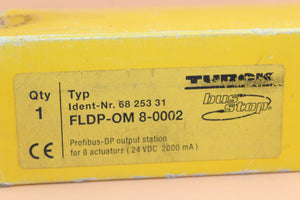 Qty
1
Typ
Ident-Nr. 68 253 31
FLDP-OM 8-0002
Profibus-DP output station
for 8 actuators ( 24 VDC 2000 mA )
CE
TURCK
bus
stop